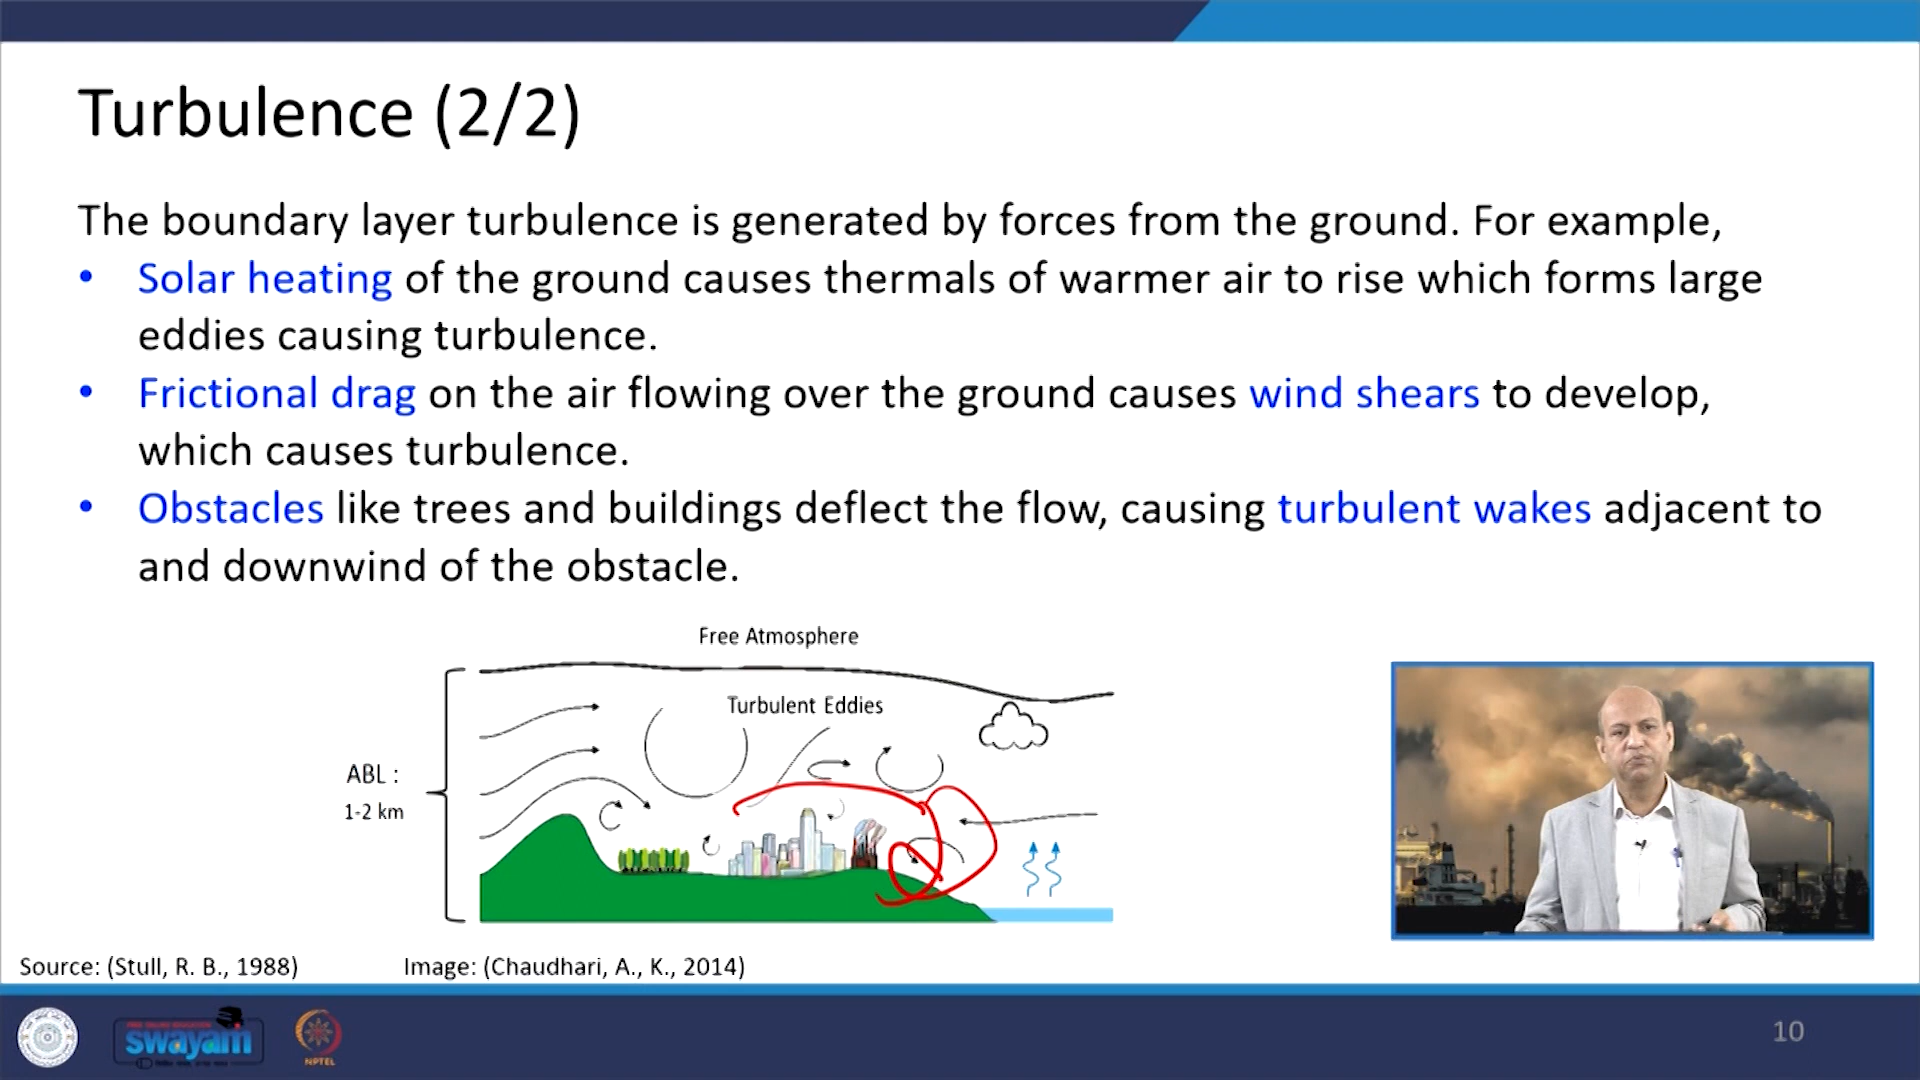 Turbulence (2/2)
The boundary layer turbulence is generated by forces from the ground. For example,
• Solar heating of the ground causes thermals of warmer air to rise which forms large
eddies causing turbulence.
• Frictional drag on the air flowing over the ground causes wind shears to develop,
which causes turbulence.
• Obstacles like trees and buildings deflect the flow, causing turbulent wakes adjacent to
and downwind of the obstacle.
Free Atmosphere
Turbulent Eddies
ABL :
1-2 km
Source: (Stull, R. B., 1988)
Image: (Chaudhari, A., K., 2014)
swayam
NPTEL
10